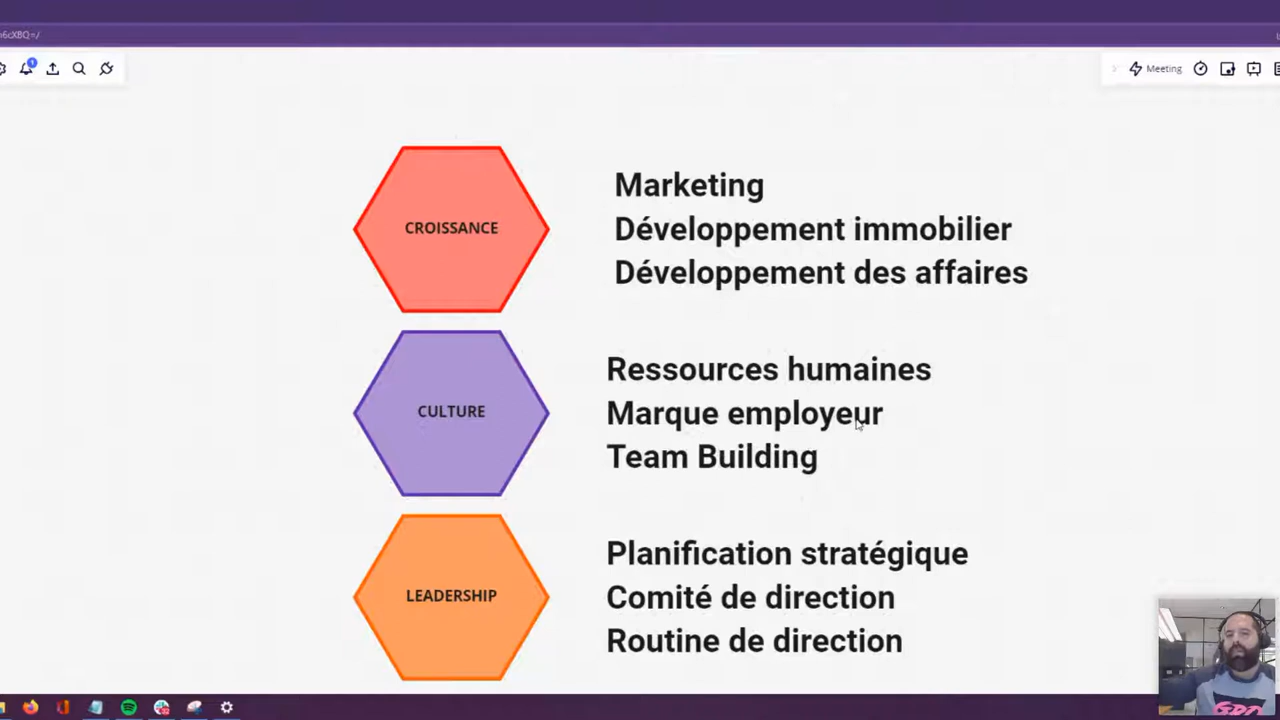 Meeting
CROISSANCE
Marketing
Développement immobilier
Développement des affaires
CULTURE
Ressources humaines
Marque employeur
Team Building
LEADERSHIP
Planification stratégique
Comité de direction
Routine de direction